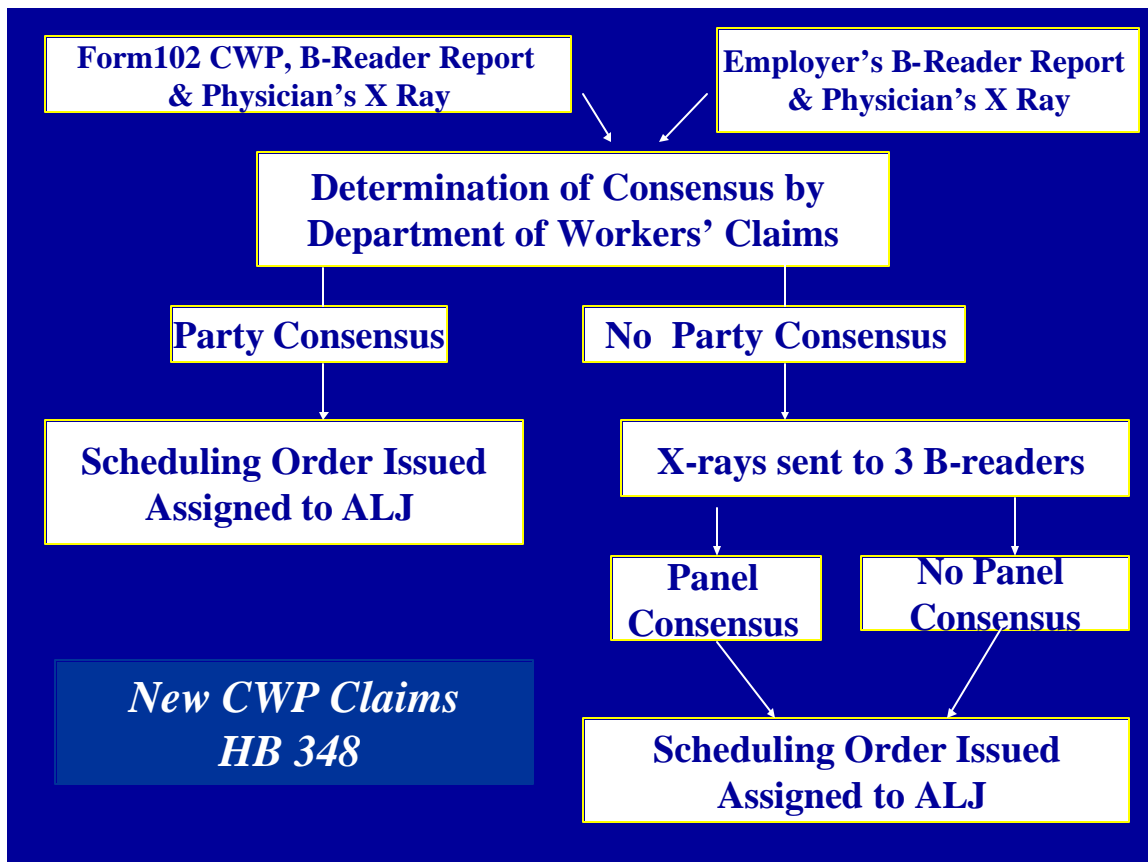 Form102 CWP, B-Reader Report
& Physician's X Ray
Employer's B-Reader Report
& Physician's X Ray
Determination of Consensus by
Department of Workers' Claims
Party Consensus
No Party Consensus
Scheduling Order Issued
Assigned to ALJ
X-rays sent to 3 B-readers
Panel
Consensus
No Panel
Consensus
New CWP Claims
HB 348
Scheduling Order Issued
Assigned to ALJ